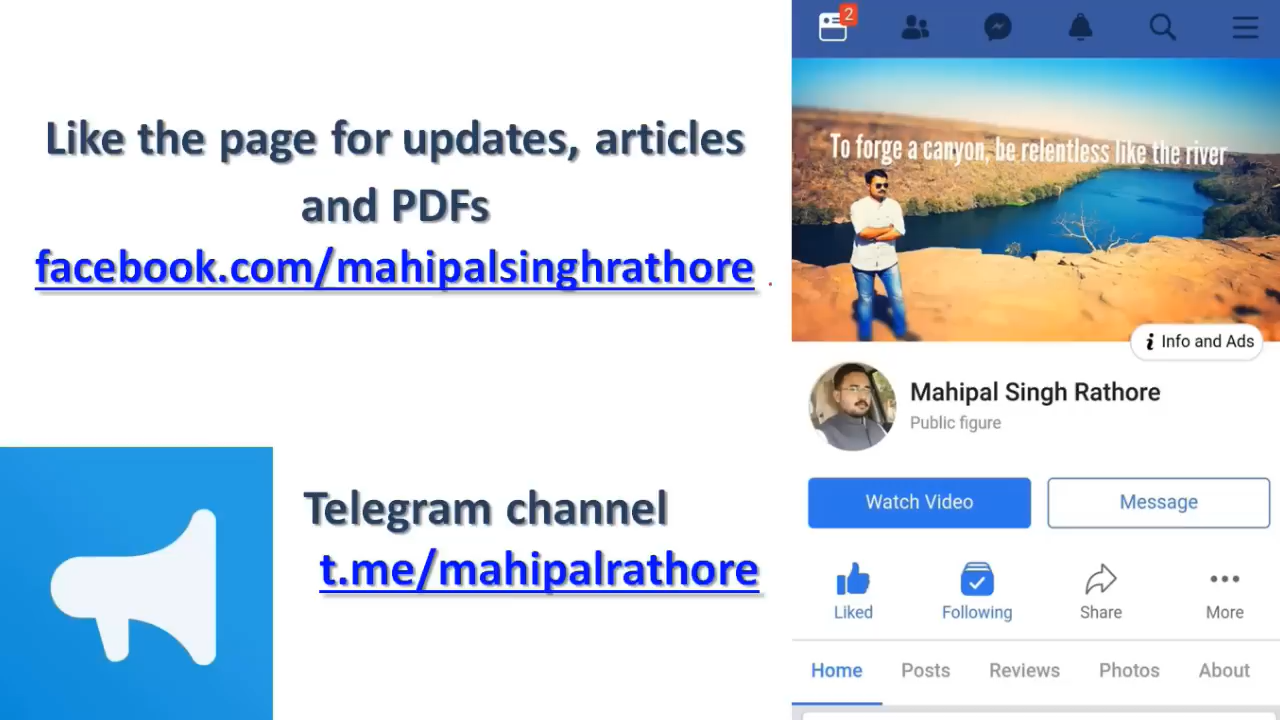 Like the page for updates, articles
and PDFs
facebook.com/mahipalsinghrathore .
Telegram channel
t.me/mahipalrathore
2
To forge a canyon, be relentless like the river
i Info and Ads
Mahipal Singh Rathore
Public figure
Watch Video
Message
Liked
Following
Share
More
Home
Posts
Reviews
Photos
About